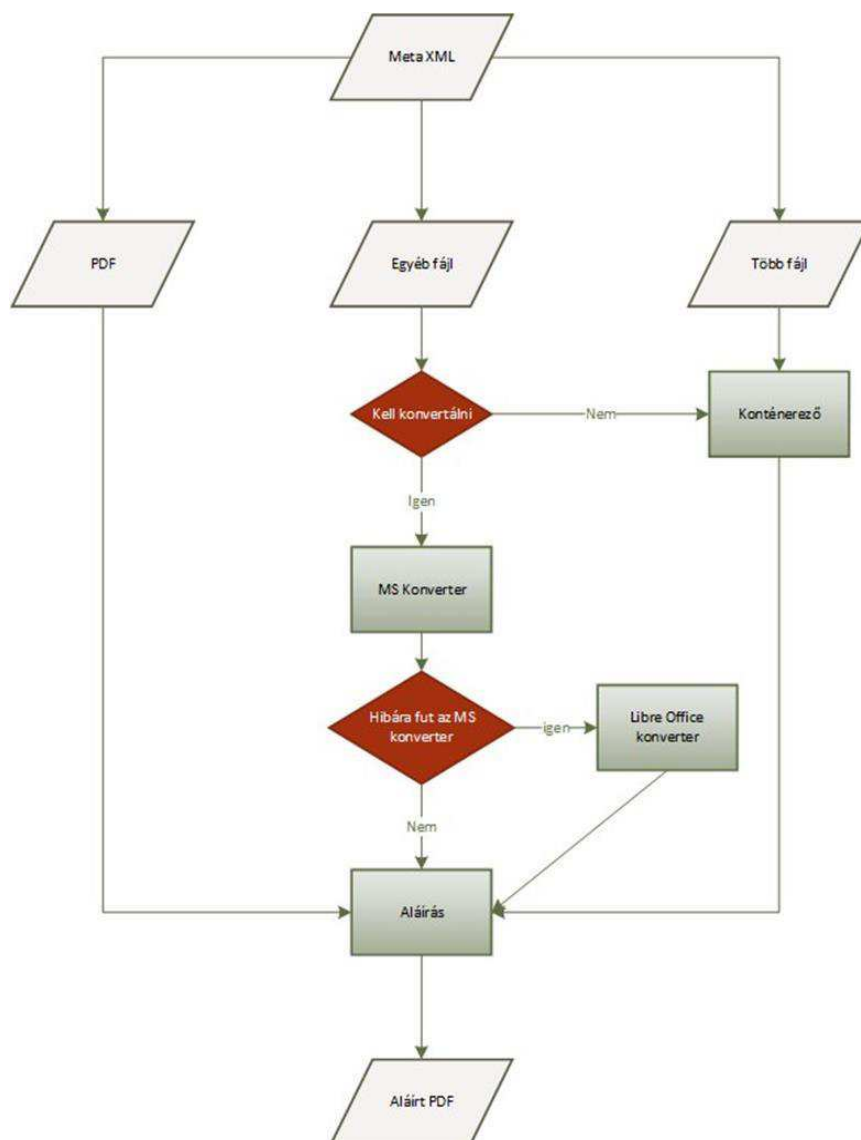 Meta XML
PDF
Egyéb fájl
Több fájl
Kell konvertálni
Nem
Konténerező
Igen
MS Konverter
Hibára fut az MS
konverter
igen
Libre Office
konverter
Nem
Aláírás
Aláírt PDF